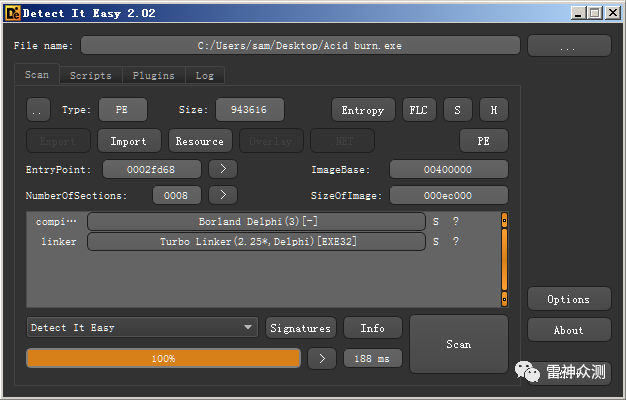 Detect It Easy 2.02
File name: C:/Users/sam/Desktop/Acid burn.exe ...
Scan Scripts Plugins Log
.. Type: PE Size: 943616 Entropy FLC S H
Export Import Resource Overlay .NET PE
EntryPoint: 0002fd68 > ImageBase: 00400000
NumberOfSections: 0008 > SizeOfImage: 000ec000
compi… Borland Delphi(3)[-] S ?
linker Turbo Linker(2.25*,Delphi)[EXE32] S ?
Options
Detect It Easy Signatures Info Scan
About
100% > 188 ms
雷神众测